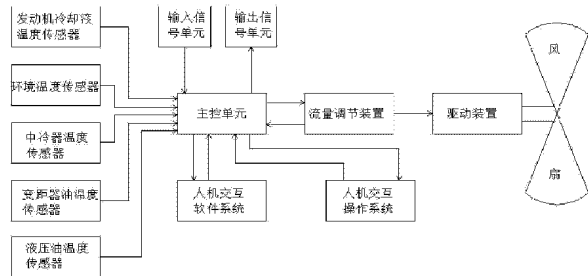 发动机冷却液
温度传感器
输入信
号单元
输出信
号单元
风
环境温度传感器
主控单元
流量调节装置
驱动装置
中冷器温度
传感器
变距器油温度
传感器
人机交互
软件系统
人机交互
操作系统
扇
液压油温度
传感器